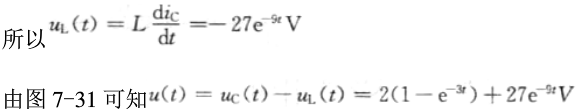 所以 u_L(t) = L di_C/dt = -27e^{-9t} V
由图 7-31 可知 u(t) = u_C(t) - u_L(t) = 2(1 - e^{-3t}) + 27e^{-9t}V